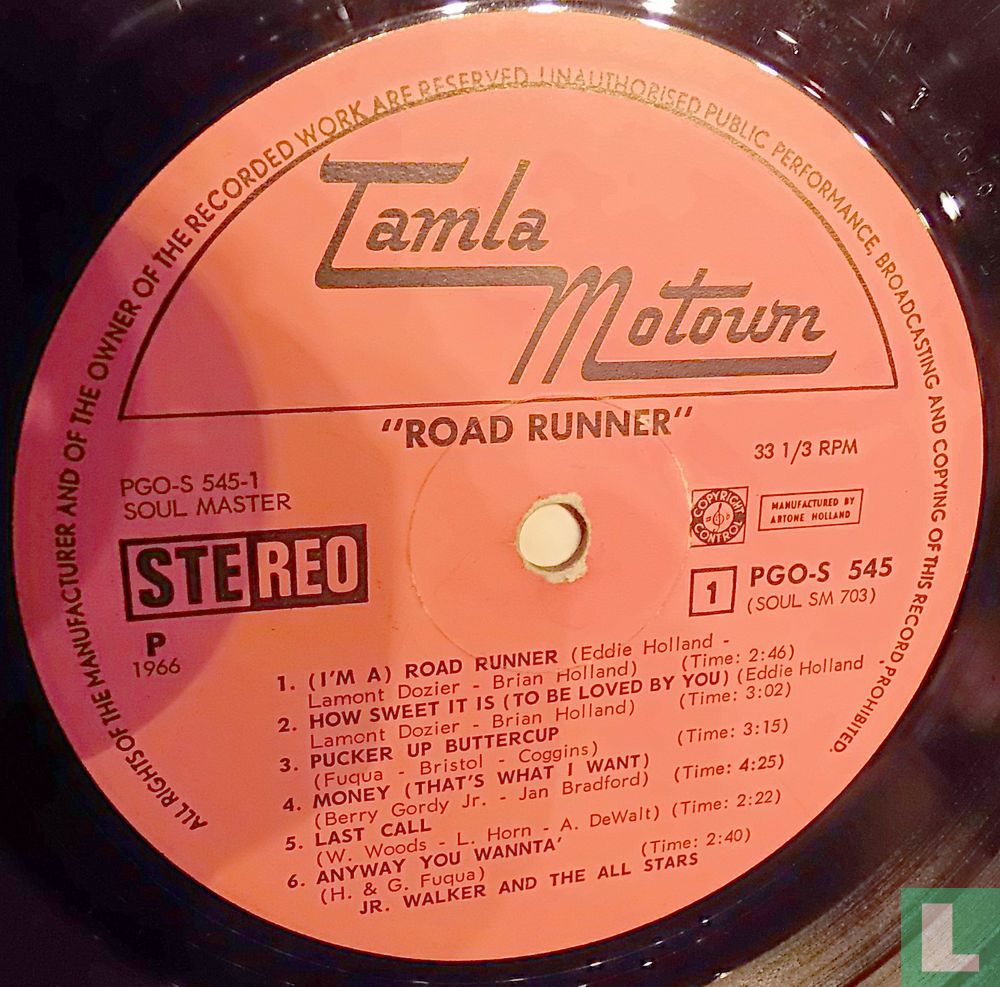 ALL RIGHTS OF THE MANUFACTURER AND OF THE OWNER OF THE RECORDED WORK ARE RESERVED. UNAUTHORISED PUBLIC PERFORMANCE, BROADCASTING AND COPYING OF THIS RECORD PROHIBITED.
Tamla
Motown
"ROAD RUNNER"
33 1/3 RPM
PGO-S 545-1
SOUL MASTER
COPYRIGHT
CONTROL
MANUFACTURED BY
ARTONE HOLLAND
STEREO
1
PGO-S 545
(SOUL SM 703)
P
1966
1. (I'M A) ROAD RUNNER (Eddie Holland -
Lamont Dozier - Brian Holland) (Time: 2:46)
2. HOW SWEET IT IS (TO BE LOVED BY YOU) (Eddie Holland
Lamont Dozier - Brian Holland) (Time: 3:02)
3. PUCKER UP BUTTERCUP
(Fuqua - Bristol - Coggins) (Time: 3:15)
4. MONEY (THAT'S WHAT I WANT)
(Berry Gordy Jr. - Jan Bradford) (Time: 4:25)
5. LAST CALL
(W. Woods - L. Horn - A. DeWalt) (Time: 2:22)
6. ANYWAY YOU WANNTA'
(H. & G. Fuqua) (Time: 2:40)
JR. WALKER AND THE ALL STARS
L